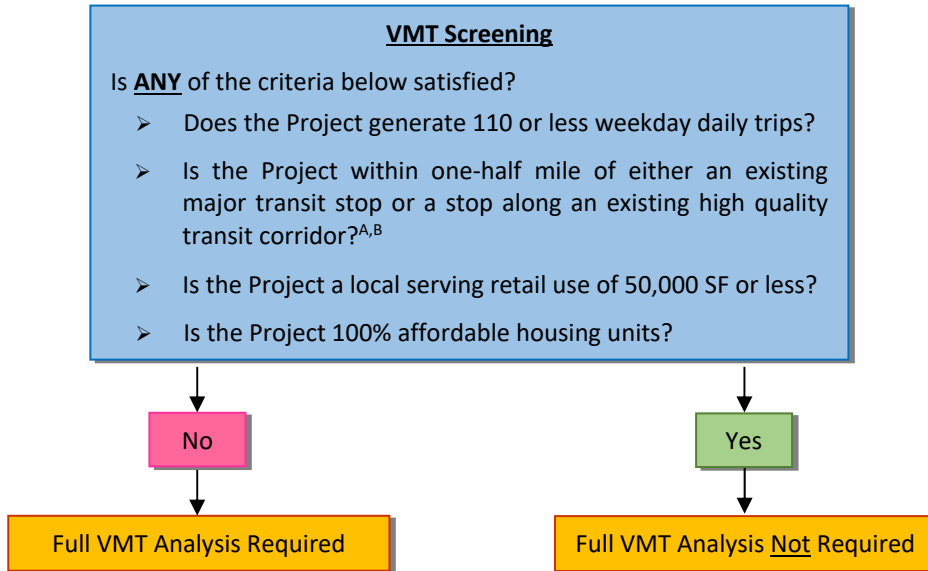 VMT Screening
Is ANY of the criteria below satisfied?
➢ Does the Project generate 110 or less weekday daily trips?
➢ Is the Project within one-half mile of either an existing
major transit stop or a stop along an existing high quality
transit corridor?A,B
➢ Is the Project a local serving retail use of 50,000 SF or less?
➢ Is the Project 100% affordable housing units?
No
Yes
Full VMT Analysis Required
Full VMT Analysis Not Required